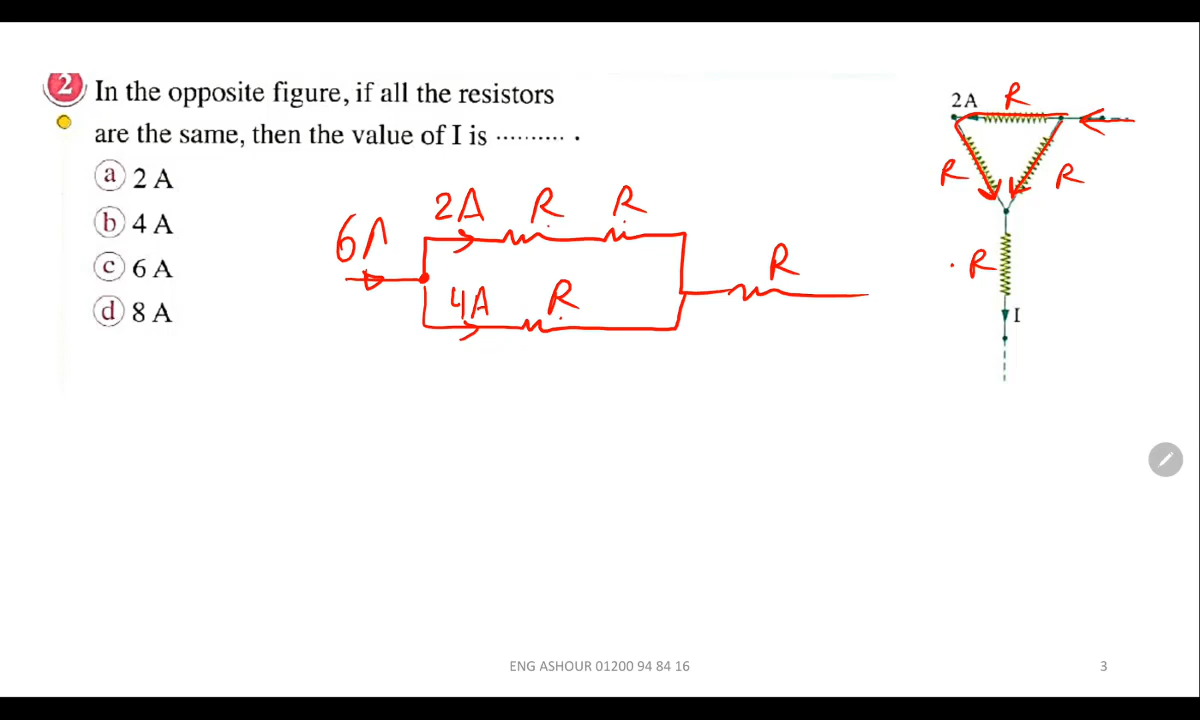 2 In the opposite figure, if all the resistors
are the same, then the value of I is .......... .
a 2 A
b 4 A
c 6 A
d 8 A
6A
2A R R
4A R
R
2A R
R R
R
I
ENG ASHOUR 01200 94 84 16
3